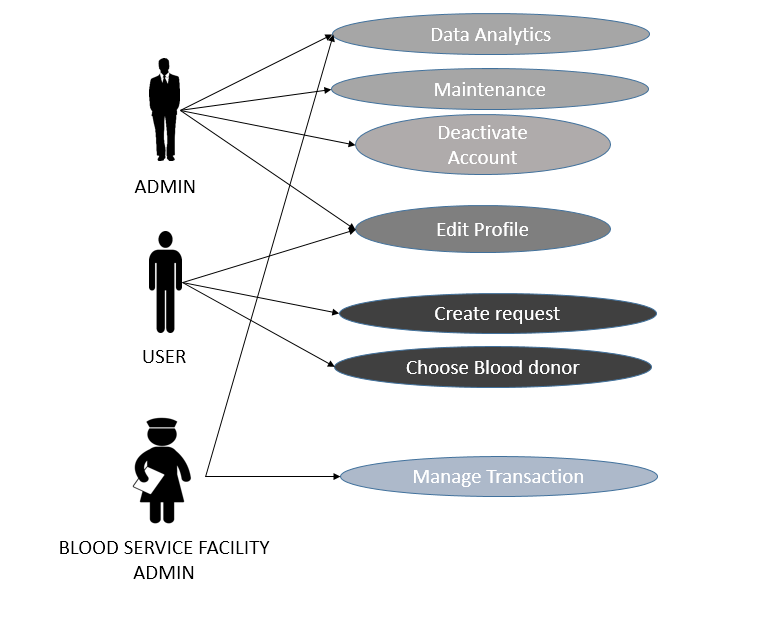 Data Analytics
Maintenance
Deactivate
Account
ADMIN
Edit Profile
Create request
USER
Choose Blood donor
Manage Transaction
BLOOD SERVICE FACILITY
ADMIN